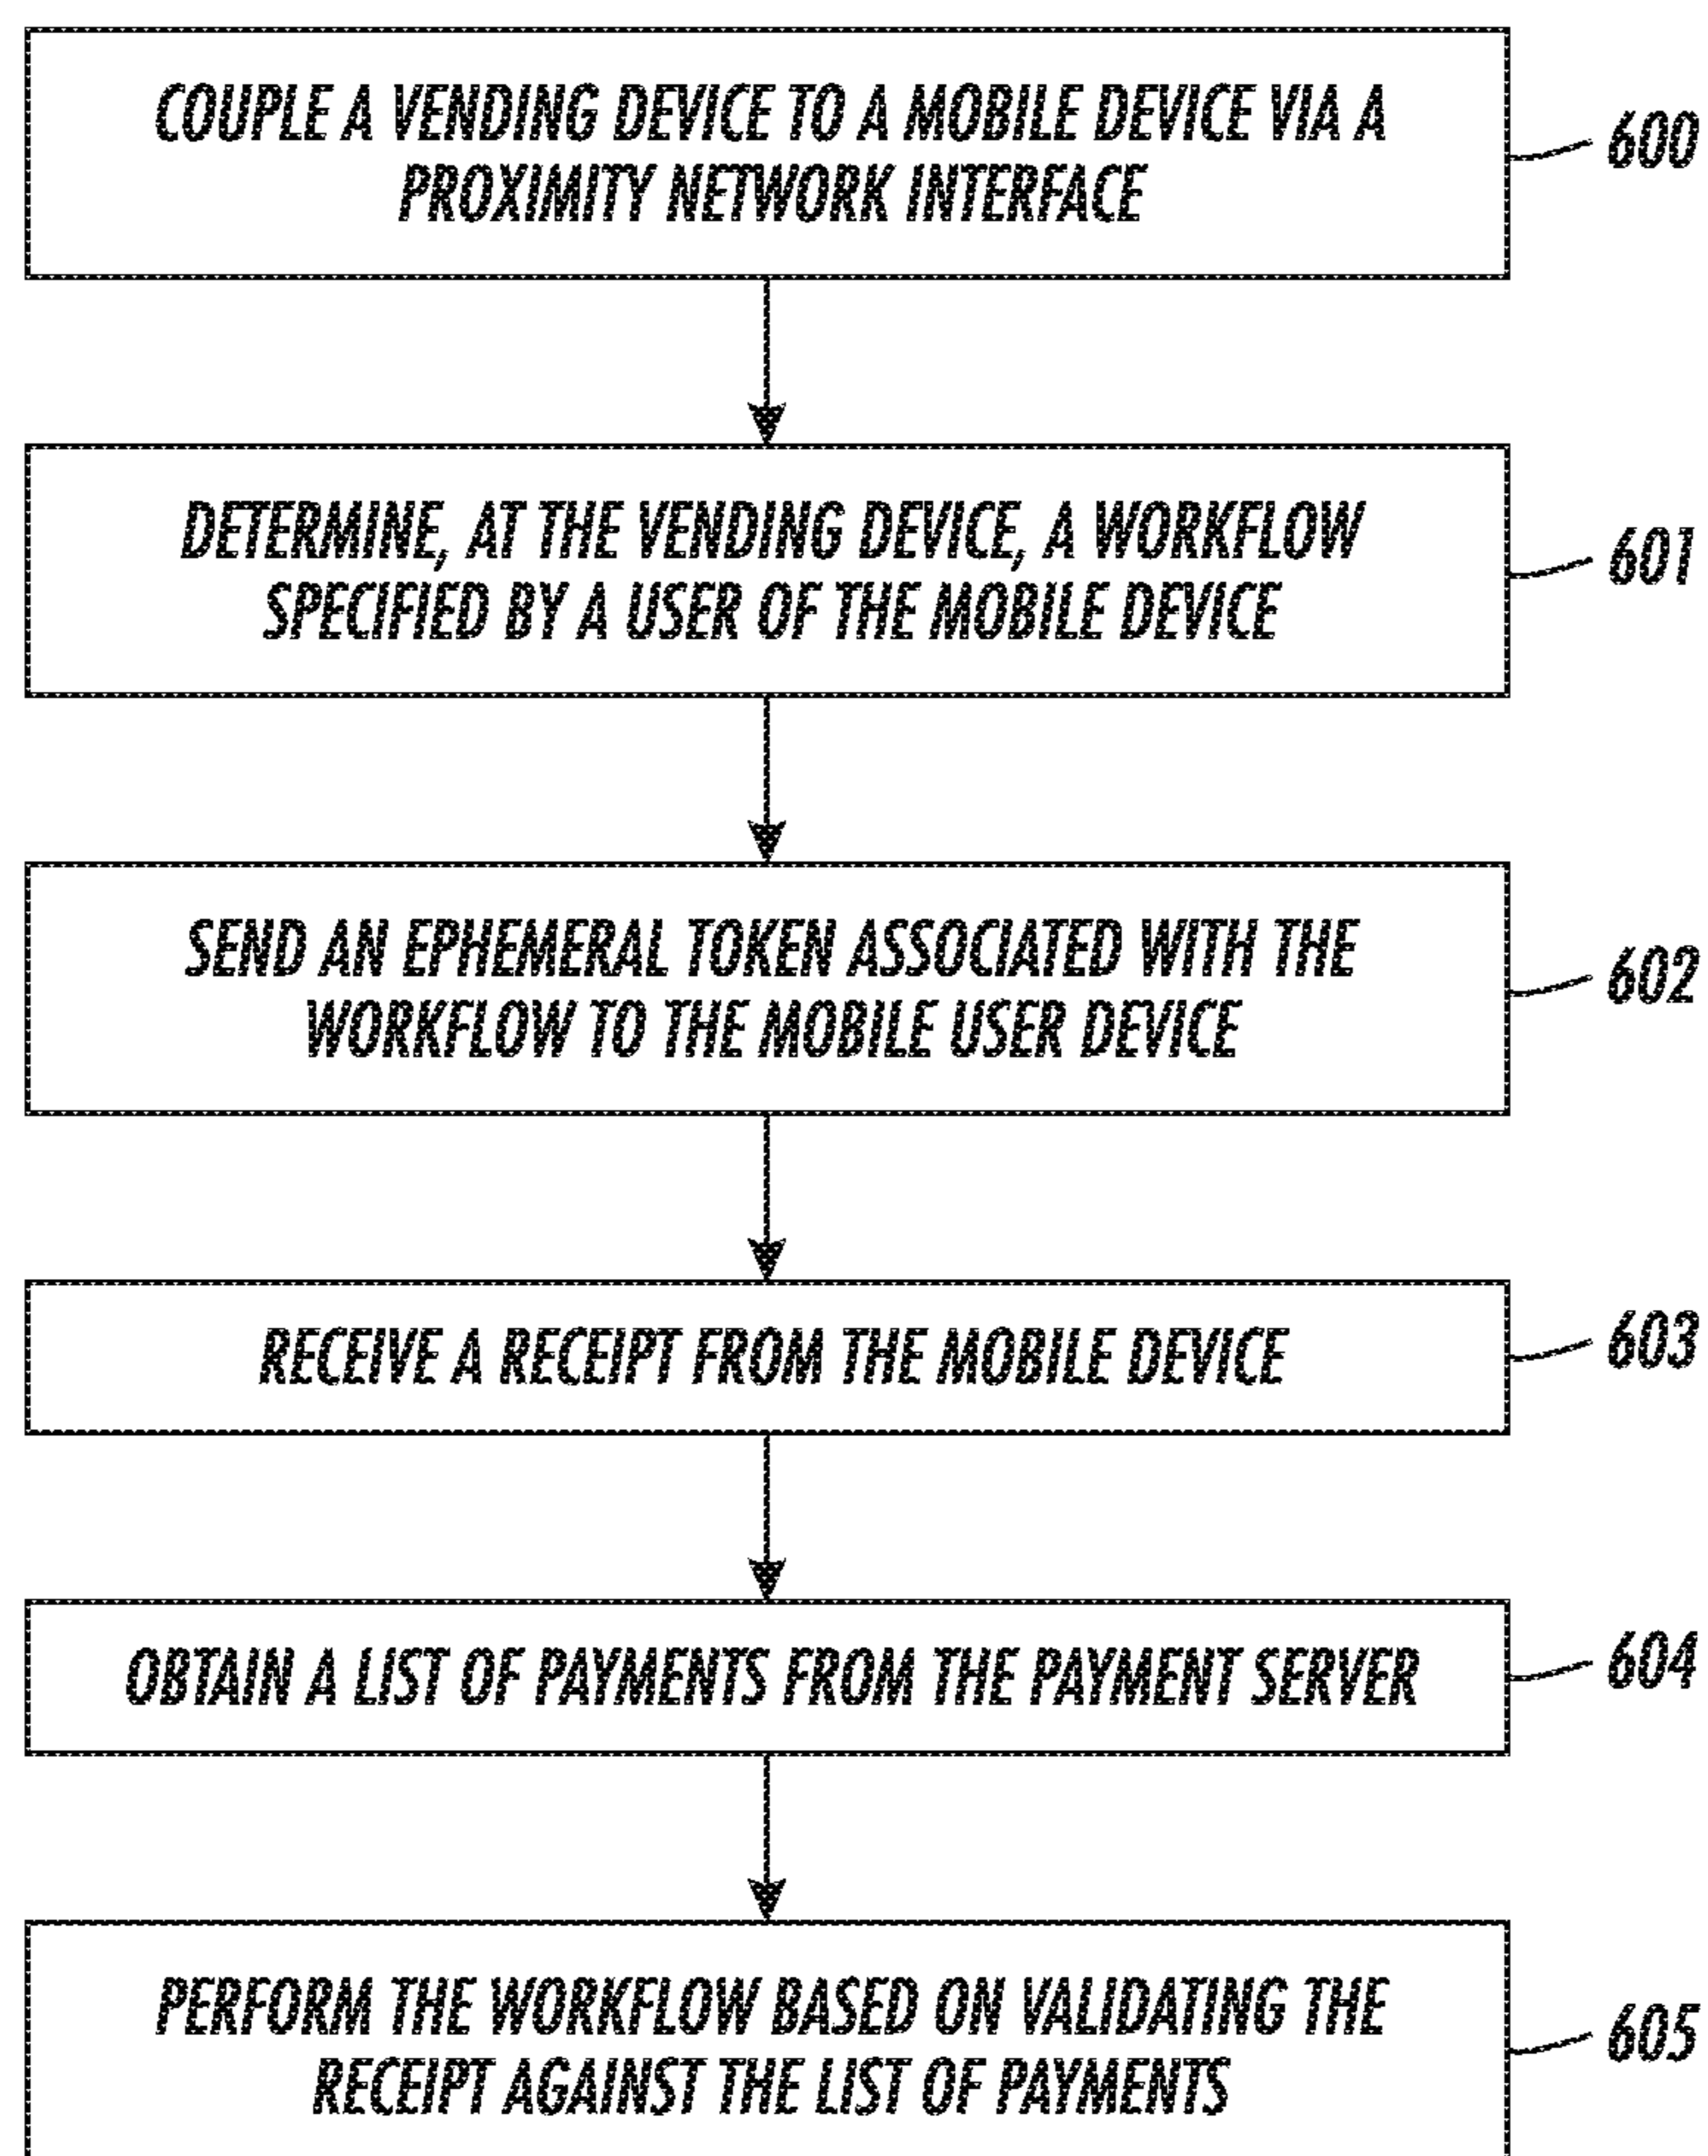 COUPLE A VENDING DEVICE TO A MOBILE DEVICE VIA A
PROXIMITY NETWORK INTERFACE
600
DETERMINE, AT THE VENDING DEVICE, A WORKFLOW
SPECIFIED BY A USER OF THE MOBILE DEVICE
601
SEND AN EPHEMERAL TOKEN ASSOCIATED WITH THE
WORKFLOW TO THE MOBILE USER DEVICE
602
RECEIVE A RECEIPT FROM THE MOBILE DEVICE
603
OBTAIN A LIST OF PAYMENTS FROM THE PAYMENT SERVER
604
PERFORM THE WORKFLOW BASED ON VALIDATING THE
RECEIPT AGAINST THE LIST OF PAYMENTS
605